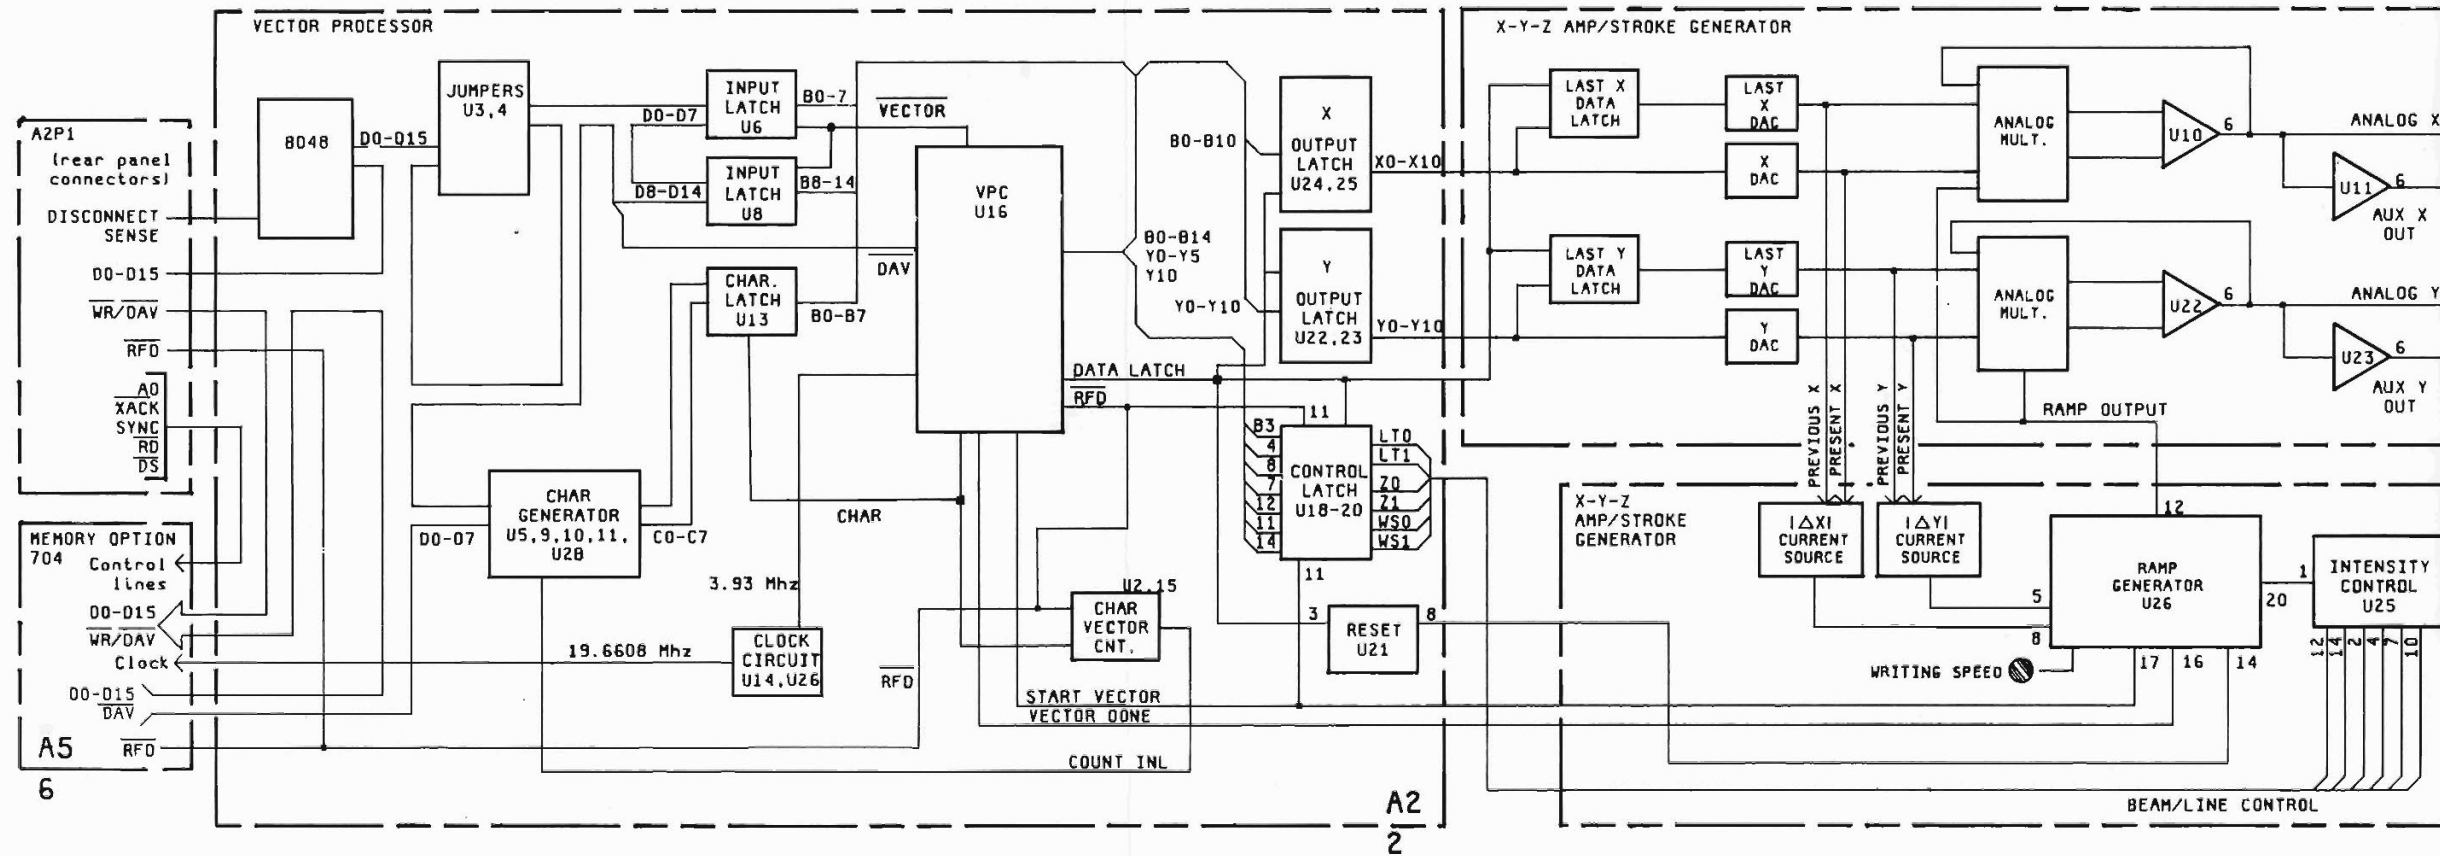 VECTOR PROCESSOR
A2P1
(rear panel
connectors)
DISCONNECT
SENSE
D0-D15
WR/DAV
RFD
A0
XACK
SYNC
RD
DS
MEMORY OPTION
704
Control
lines
D0-D15
WR/DAV
Clock
D0-D15
DAV
RFD
A5
6
8048
D0-D15
JUMPERS
U3,4
D0-D7
D8-D14
INPUT
LATCH
U6
B0-7
INPUT
LATCH
U8
B8-14
VECTOR
DAV
CHAR.
LATCH
U13
B0-B7
VPC
U16
CHAR
GENERATOR
U5,9,10,11,
U28
D0-07
C0-C7
CHAR
3.93 Mhz
19.6608 Mhz
CLOCK
CIRCUIT
U14,U26
RFD
B0-B14
Y0-Y5
Y10
B0-B10
Y0-Y10
X
OUTPUT
LATCH
U24,25
X0-X10
Y
OUTPUT
LATCH
U22,23
Y0-Y10
DATA LATCH
RFD
11
B3
4
8
7
12
11
14
CONTROL
LATCH
U18-20
LT0
LT1
Z0
Z1
WS0
WS1
11
U2,15
CHAR
VECTOR
CNT.
3
RESET
U21
8
START VECTOR
VECTOR DONE
COUNT INL
A2
2
X-Y-Z AMP/STROKE GENERATOR
LAST X
DATA
LATCH
LAST
X
DAC
X
DAC
ANALOG
MULT.
U10
6
ANALOG X
U11
6
AUX X
OUT
LAST Y
DATA
LATCH
LAST
Y
DAC
Y
DAC
ANALOG
MULT.
U22
6
ANALOG Y
U23
6
AUX Y
OUT
PREVIOUS X
PRESENT X
PREVIOUS Y
PRESENT Y
RAMP OUTPUT
X-Y-Z
AMP/STROKE
GENERATOR
|△X|
CURRENT
SOURCE
|△Y|
CURRENT
SOURCE
12
5
8
RAMP
GENERATOR
U26
20
1
INTENSITY
CONTROL
U25
WRITING SPEED
17
16
14
12
14
2
4
7
10
BEAM/LINE CONTROL